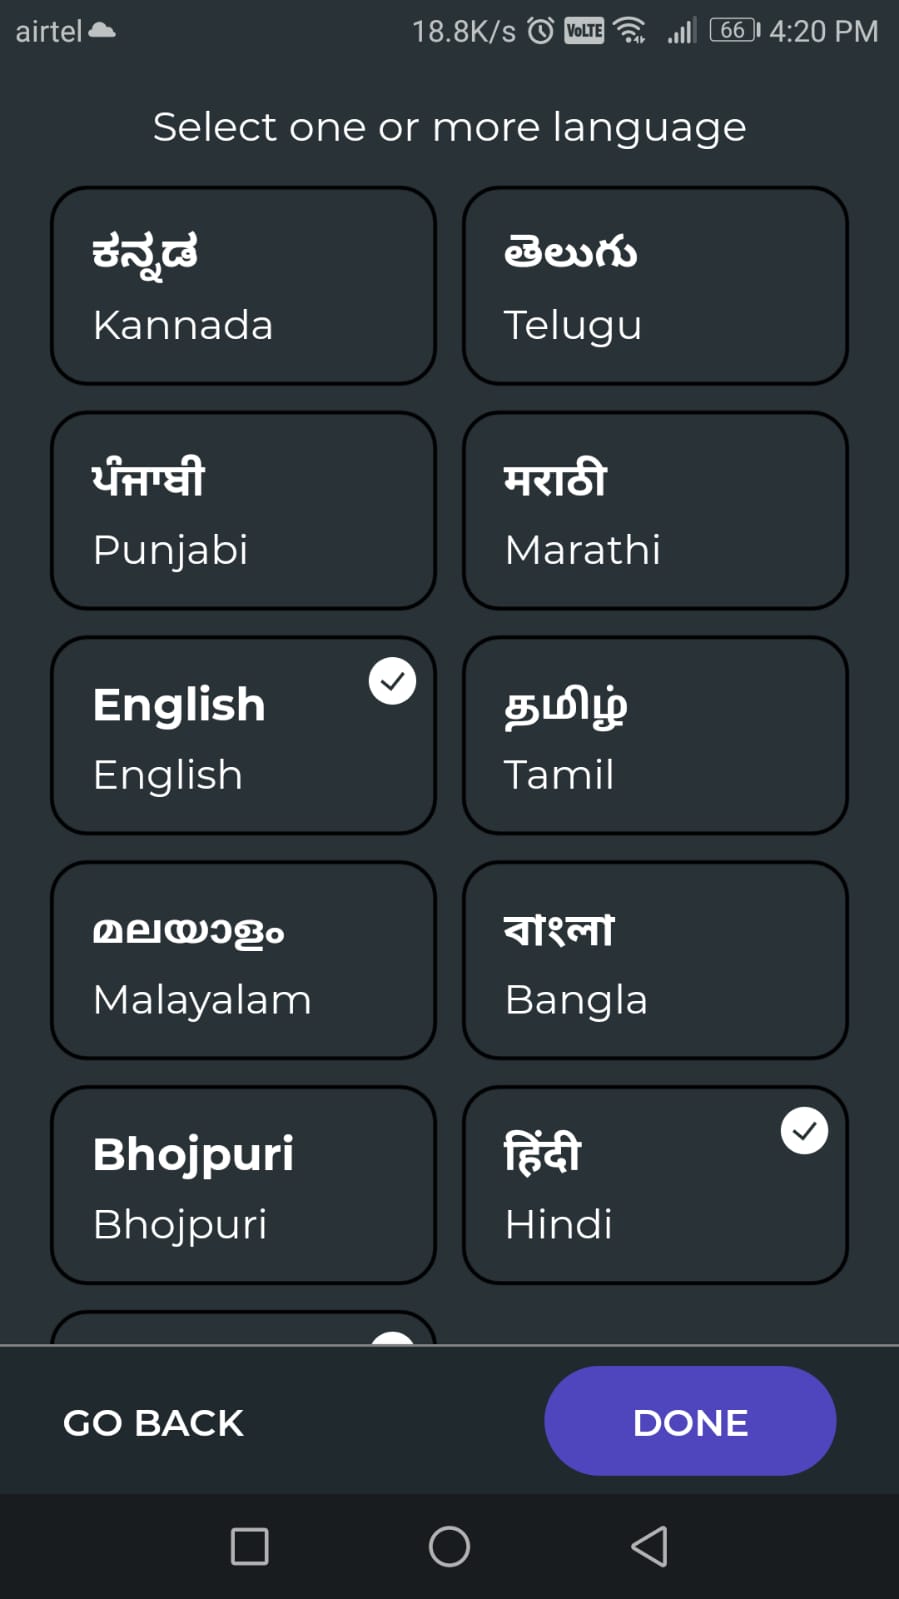 airtel 18.8K/s VoLTE 66 4:20 PM
Select one or more language
ಕನ್ನಡ
Kannada
తెలుగు
Telugu
ਪੰਜਾਬੀ
Punjabi
मराठी
Marathi
English
English
தமிழ்
Tamil
മലയാളം
Malayalam
বাংলা
Bangla
Bhojpuri
Bhojpuri
हिंदी
Hindi
GO BACK
DONE